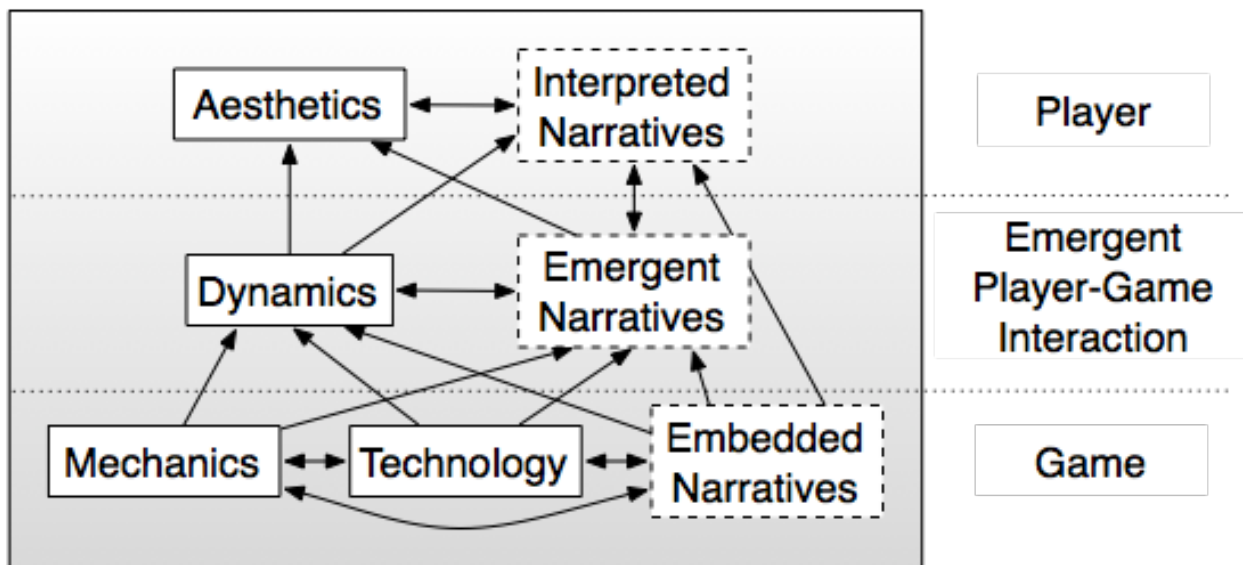 Aesthetics
Interpreted
Narratives
Player
Dynamics
Emergent
Narratives
Emergent
Player-Game
Interaction
Mechanics
Technology
Embedded
Narratives
Game